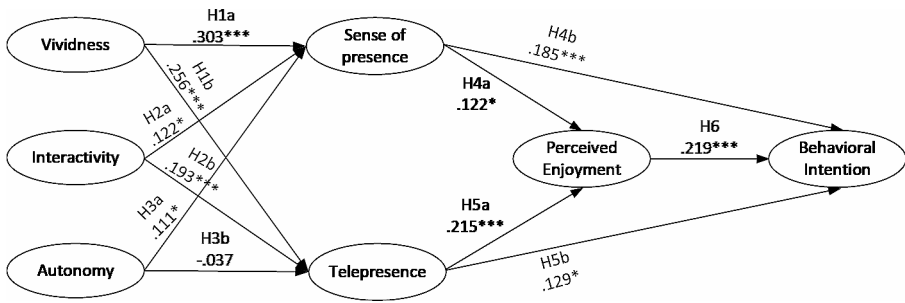 H1a
.303***
Vividness
Sense of
presence
H4b
.185***
H1b
.256***
H2a
.122*
H4a
.122*
Interactivity
H2b
.193***
Perceived
Enjoyment
H6
.219***
Behavioral
Intention
H3a
.111*
H5a
.215***
Autonomy
H3b
-.037
Telepresence
H5b
.129*